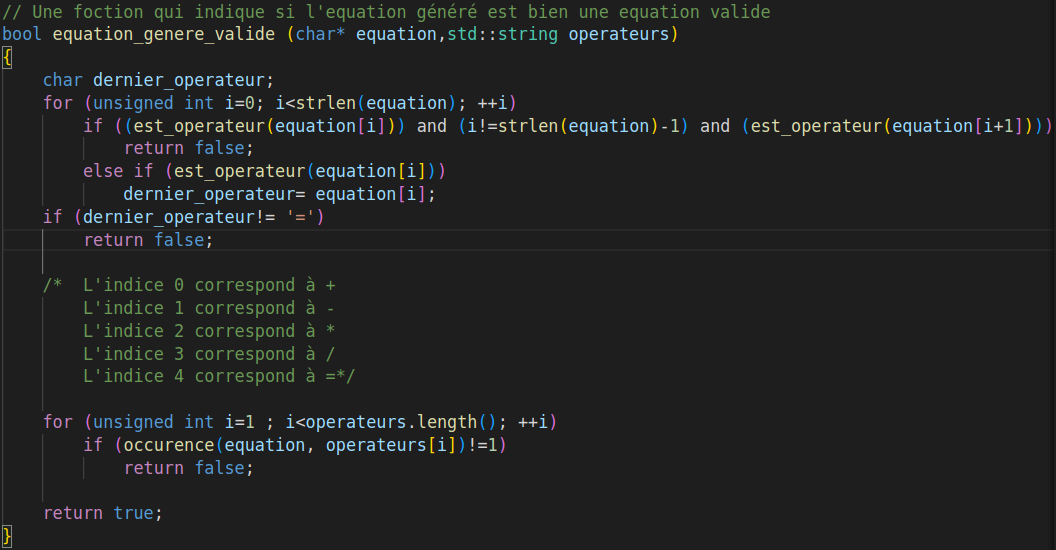 // Une foction qui indique si l'equation généré est bien une equation valide
bool equation_genere_valide (char* equation,std::string operateurs)
{
    char dernier_operateur;
    for (unsigned int i=0; i<strlen(equation); ++i)
        if ((est_operateur(equation[i])) and (i!=strlen(equation)-1) and (est_operateur(equation[i+1])))
            return false;
        else if (est_operateur(equation[i]))
            dernier_operateur= equation[i];
    if (dernier_operateur!= '=')
        return false;
    /*  L'indice 0 correspond à +
        L'indice 1 correspond à -
        L'indice 2 correspond à *
        L'indice 3 correspond à /
        L'indice 4 correspond à =*/
    for (unsigned int i=1 ; i<operateurs.length(); ++i)
        if (occurence(equation, operateurs[i])!=1)
            return false;
    return true;
}